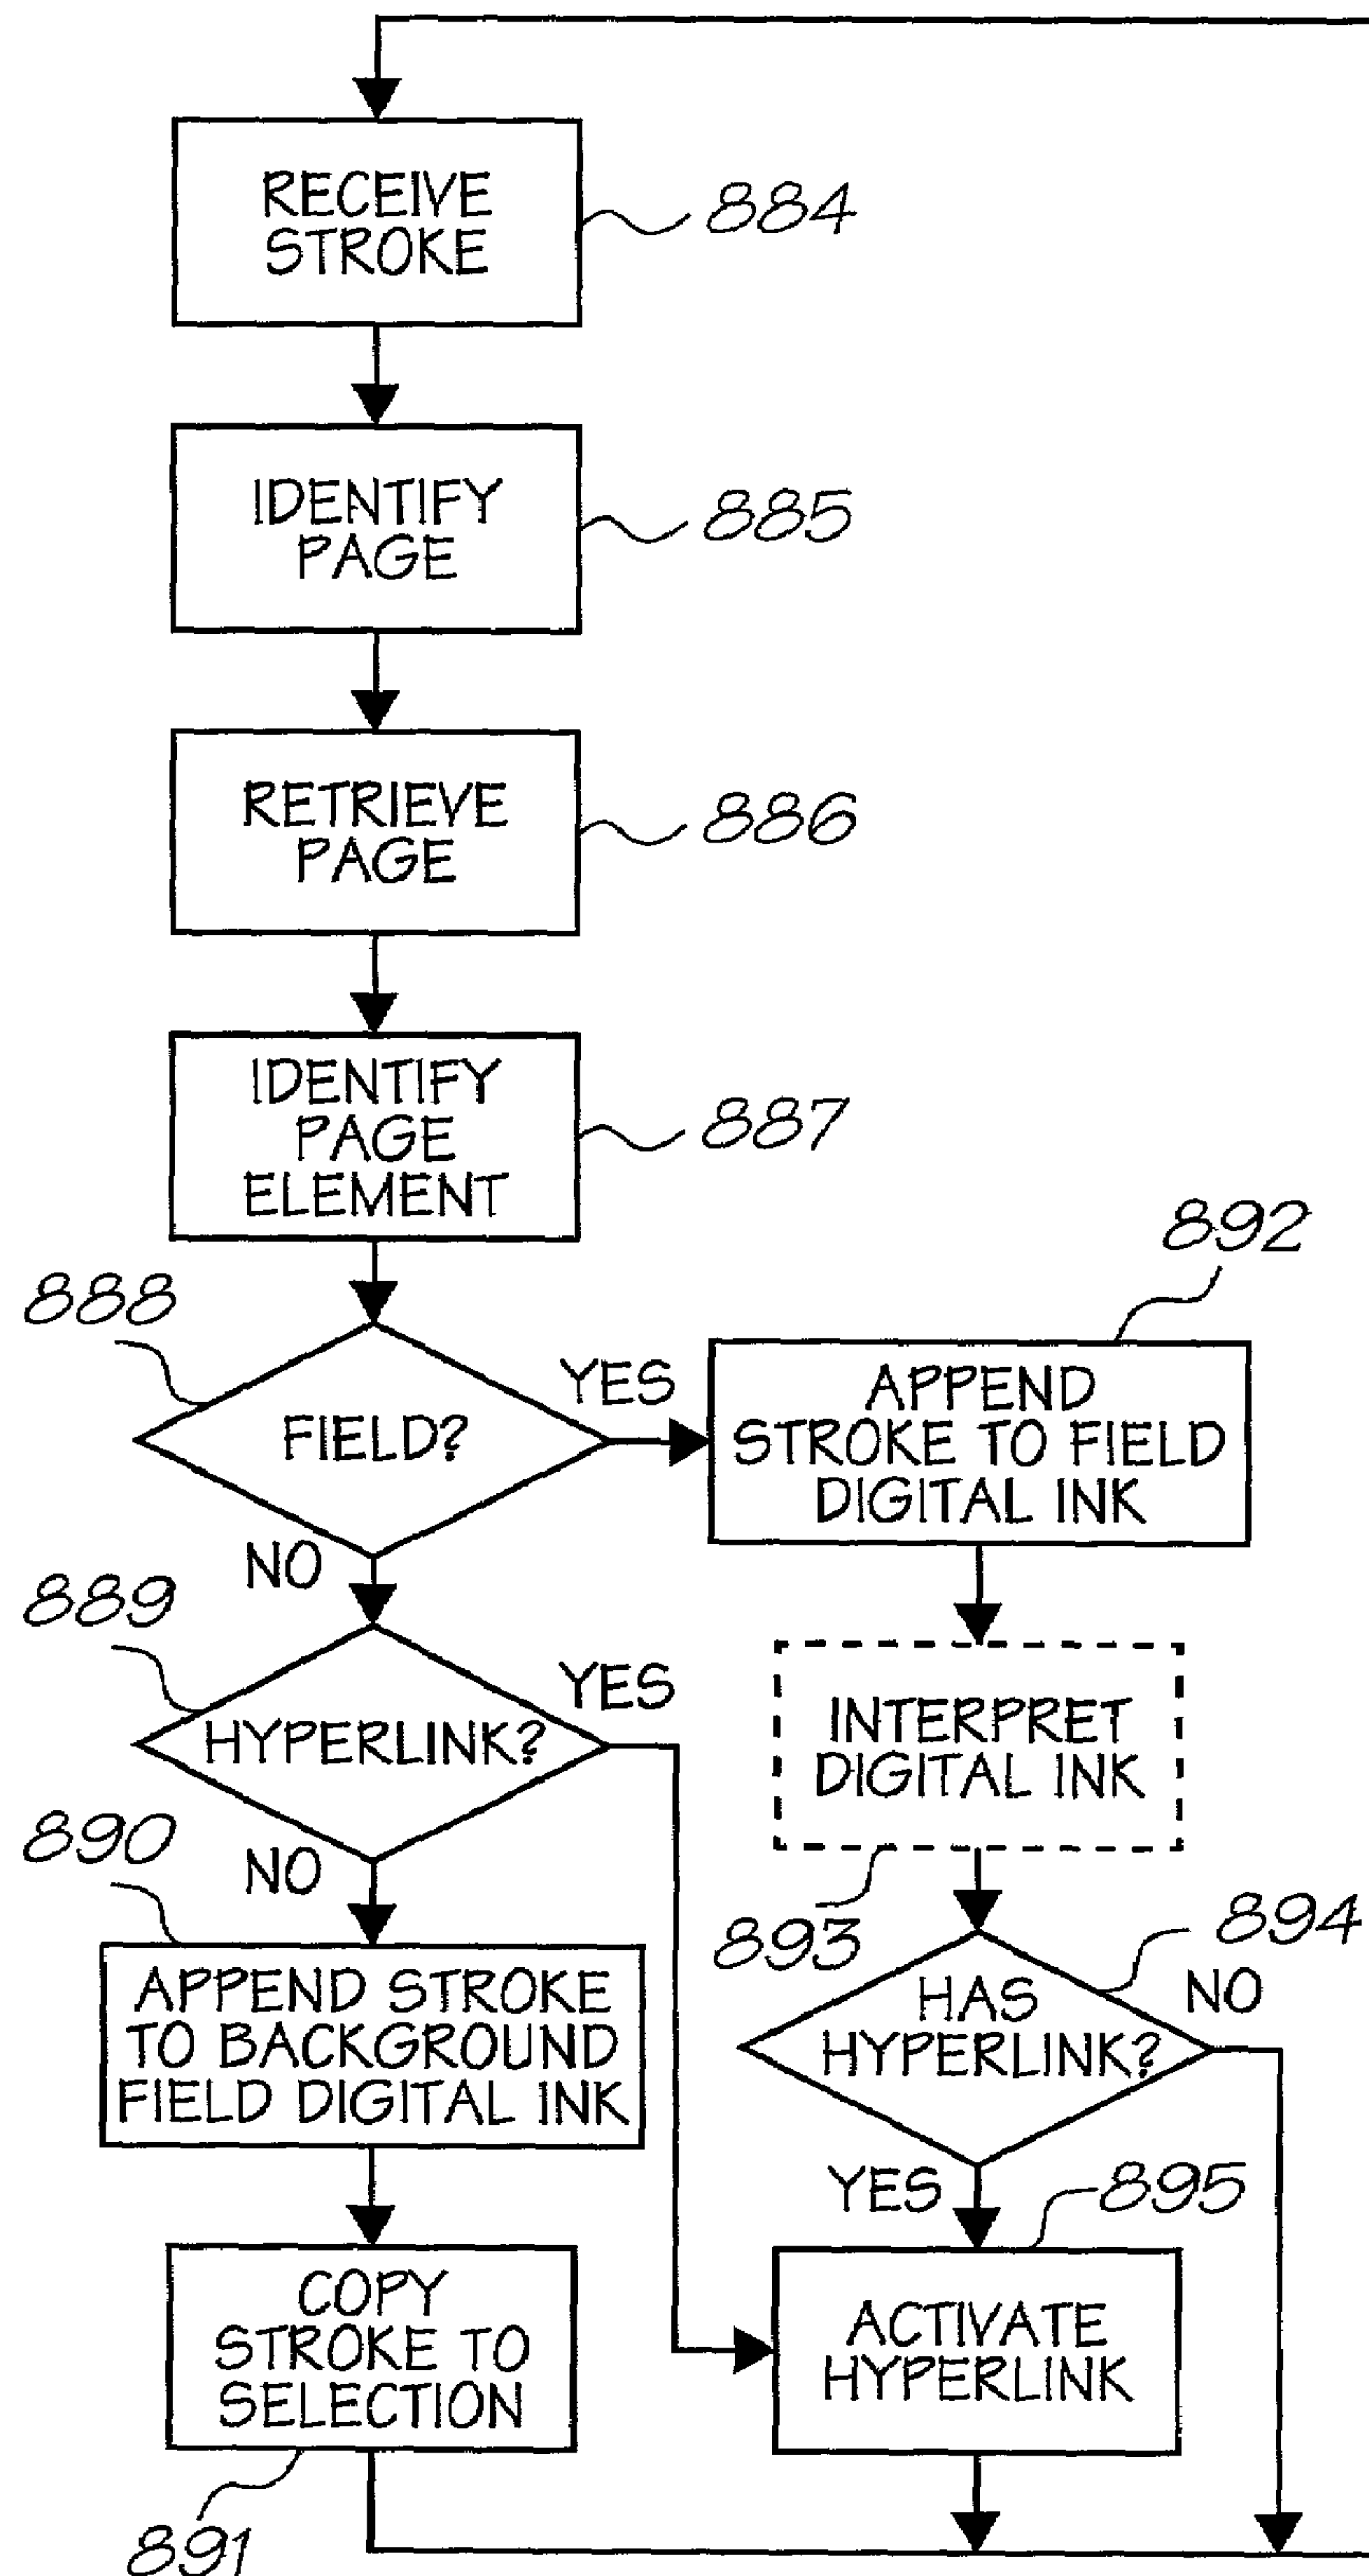 RECEIVE
STROKE
884
IDENTIFY
PAGE
885
RETRIEVE
PAGE
886
IDENTIFY
PAGE
ELEMENT
887
888
FIELD?
YES
NO
892
APPEND
STROKE TO FIELD
DIGITAL INK
889
HYPERLINK?
YES
NO
INTERPRET
DIGITAL INK
893
890
APPEND STROKE
TO BACKGROUND
FIELD DIGITAL INK
894
HAS
HYPERLINK?
NO
YES
895
COPY
STROKE TO
SELECTION
891
ACTIVATE
HYPERLINK